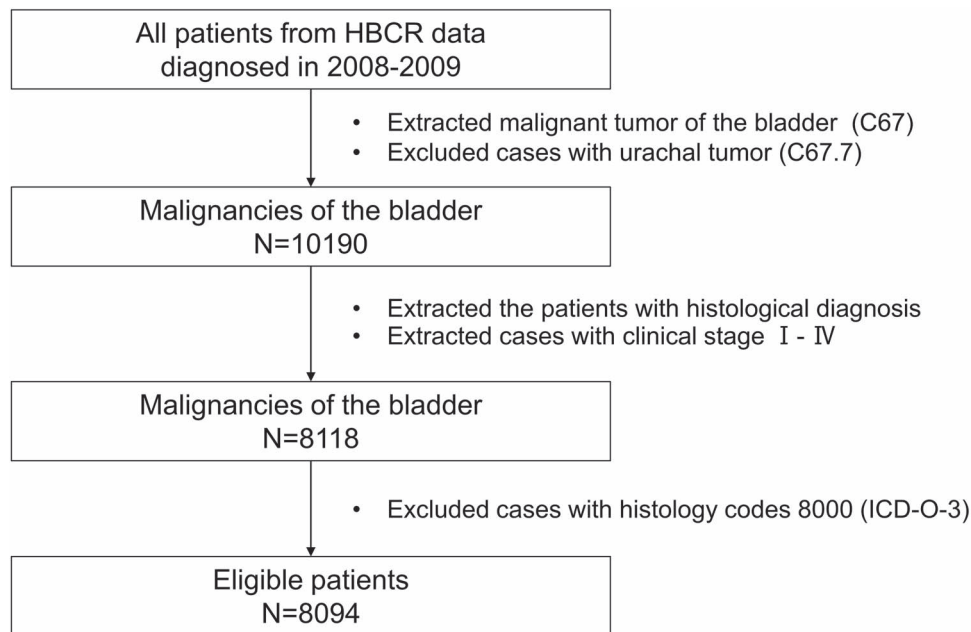 All patients from HBCR data
diagnosed in 2008-2009
• Extracted malignant tumor of the bladder (C67)
• Excluded cases with urachal tumor (C67.7)
Malignancies of the bladder
N=10190
• Extracted the patients with histological diagnosis
• Extracted cases with clinical stage Ⅰ - Ⅳ
Malignancies of the bladder
N=8118
• Excluded cases with histology codes 8000 (ICD-O-3)
Eligible patients
N=8094